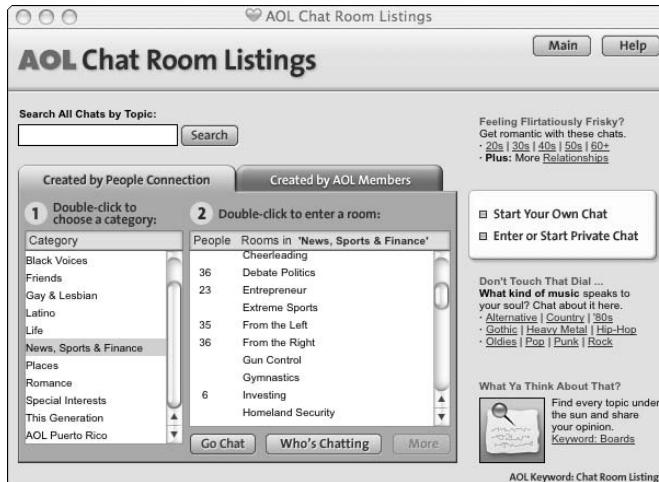 AOL Chat Room Listings
AOL Chat Room Listings
Main
Help
Search All Chats by Topic:
Search
Created by People Connection
Created by AOL Members
1 Double-click to
choose a category:
Category
Black Voices
Friends
Gay & Lesbian
Latino
Life
News, Sports & Finance
Places
Romance
Special Interests
This Generation
AOL Puerto Rico
2 Double-click to enter a room:
People Rooms in 'News, Sports & Finance'
Cheerleading
36 Debate Politics
23 Entrepreneur
Extreme Sports
35 From the Left
36 From the Right
Gun Control
Gymnastics
6 Investing
Homeland Security
Go Chat
Who's Chatting
More
Feeling Flirtatiously Frisky?
Get romantic with these chats.
· 20s | 30s | 40s | 50s | 60+
· Plus: More Relationships
Start Your Own Chat
Enter or Start Private Chat
Don't Touch That Dial ...
What kind of music speaks to
your soul? Chat about it here.
· Alternative | Country | '80s
· Gothic | Heavy Metal | Hip-Hop
· Oldies | Pop | Punk | Rock
What Ya Think About That?
Find every topic under
the sun and share
your opinion.
Keyword: Boards
AOL Keyword: Chat Room Listing